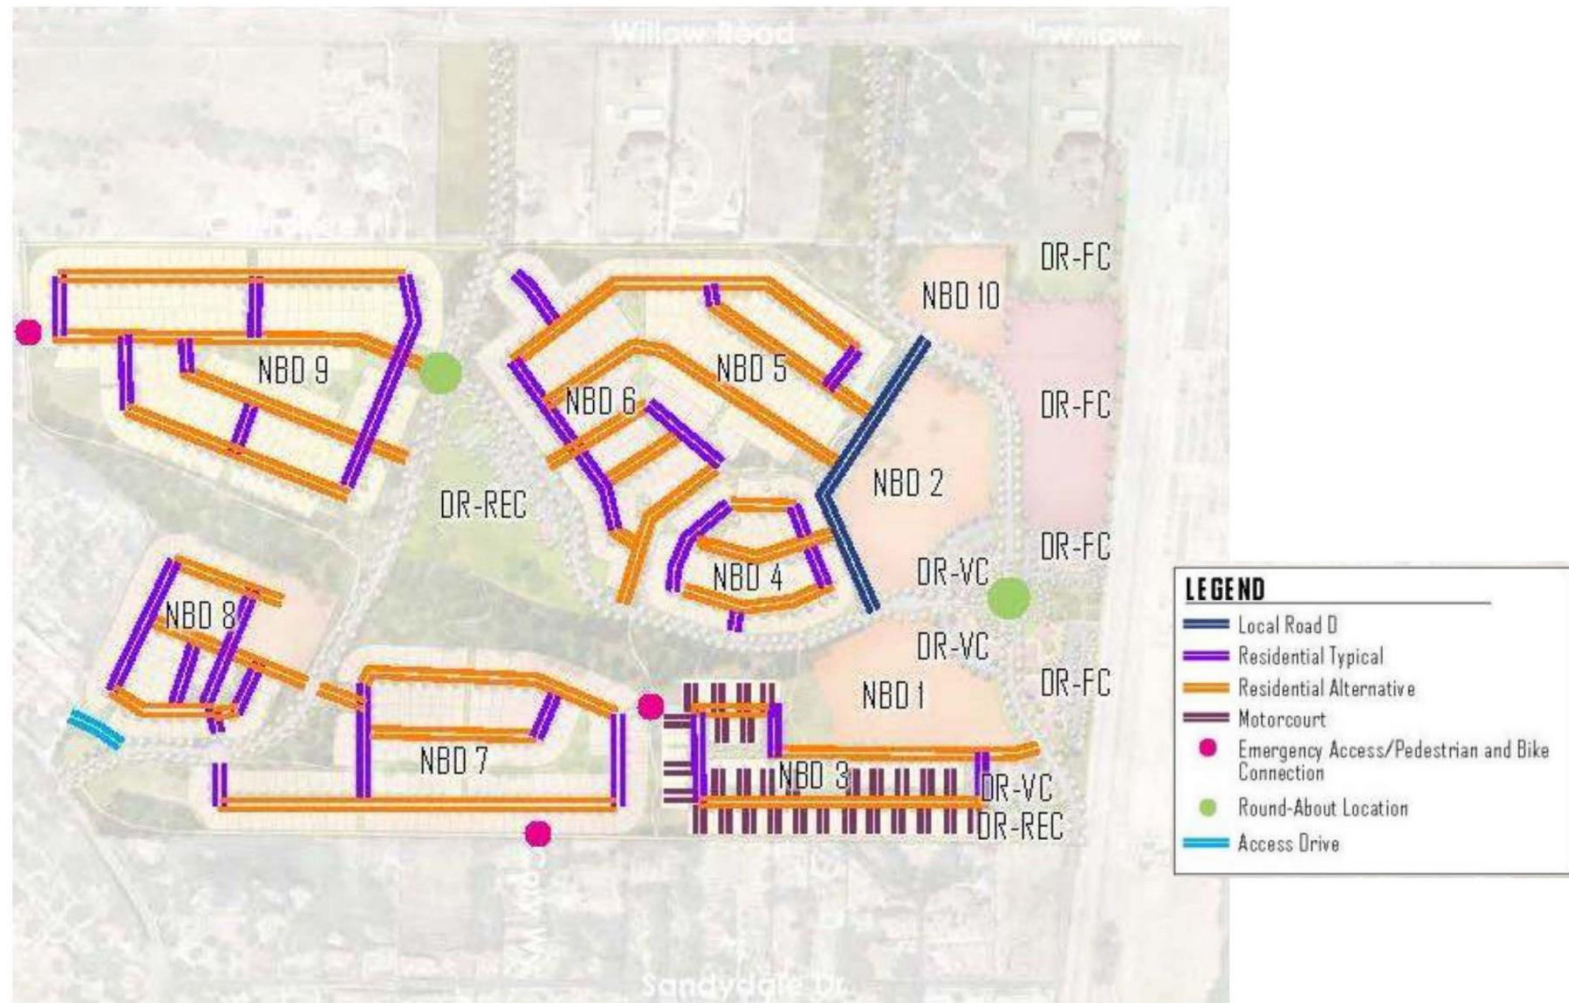 Willow Road
DR-FC
NBD 10
NBD 9
NBD 5
NBD 6
DR-FC
NBD 2
DR-REC
DR-FC
DR-VC
NBD 4
NBD 8
DR-VC
DR-FC
NBD 1
NBD 7
NBD 3
DR-VC
DR-REC
Sandydale Dr
LEGEND
Local Road D
Residential Typical
Residential Alternative
Motorcourt
Emergency Access/Pedestrian and Bike
Connection
Round-About Location
Access Drive